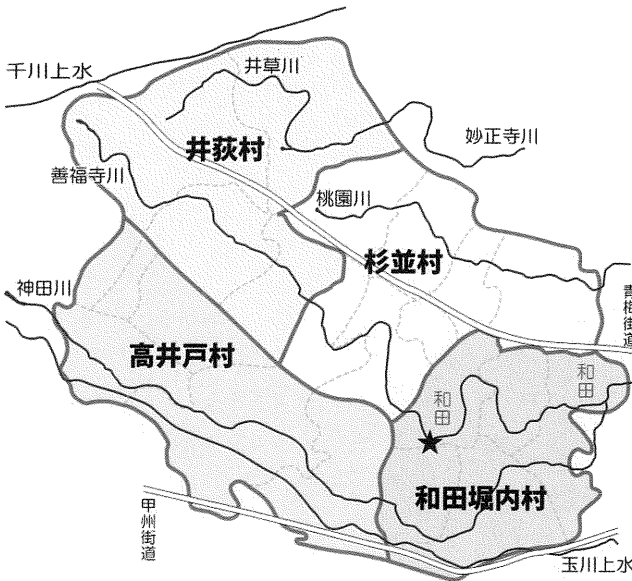 千川上水
井草川
妙正寺川
井荻村
善福寺川
桃園川
杉並村
神田川
青梅街道
高井戸村
和田
和田
和田堀内村
甲州街道
玉川上水